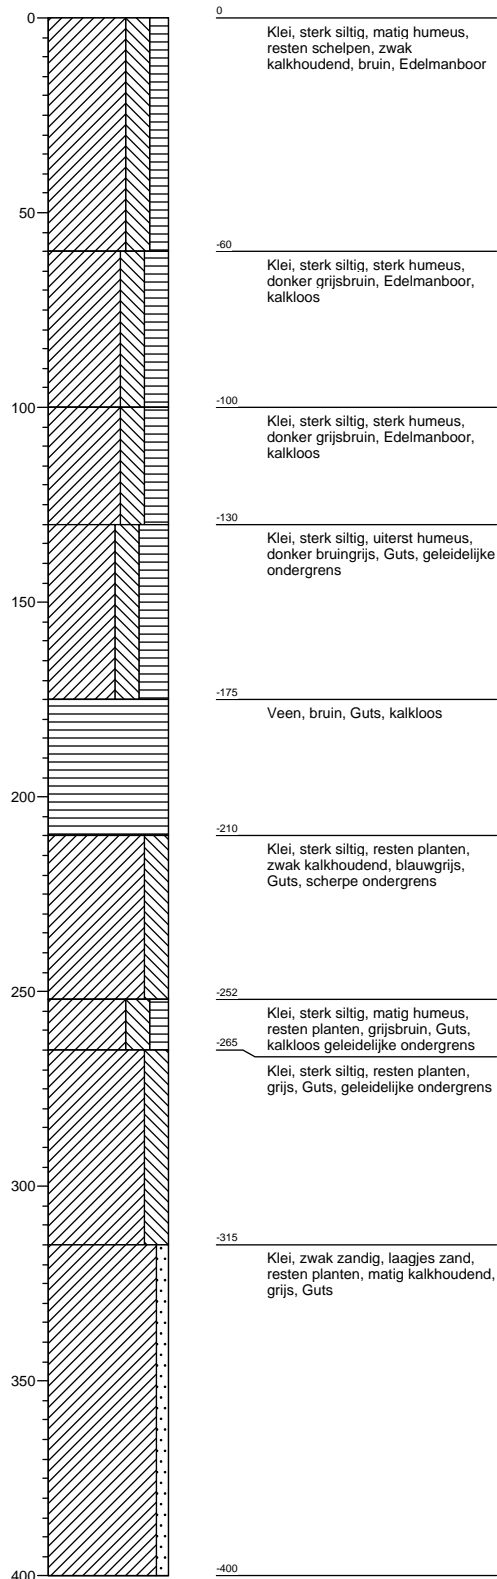 0
50
100
150
200
250
300
350
400
0
Klei, sterk siltig, matig humeus,
resten schelpen, zwak
kalkhoudend, bruin, Edelmanboor
-60
Klei, sterk siltig, sterk humeus,
donker grijsbruin, Edelmanboor,
kalkloos
-100
Klei, sterk siltig, sterk humeus,
donker grijsbruin, Edelmanboor,
kalkloos
-130
Klei, sterk siltig, uiterst humeus,
donker bruingrijs, Guts, geleidelijke
ondergrens
-175
Veen, bruin, Guts, kalkloos
-210
Klei, sterk siltig, resten planten,
zwak kalkhoudend, blauwgrijs,
Guts, scherpe ondergrens
-252
Klei, sterk siltig, matig humeus,
resten planten, grijsbruin, Guts,
kalkloos geleidelijke ondergrens
-265
Klei, sterk siltig, resten planten,
grijs, Guts, geleidelijke ondergrens
-315
Klei, zwak zandig, laagjes zand,
resten planten, matig kalkhoudend,
grijs, Guts
-400